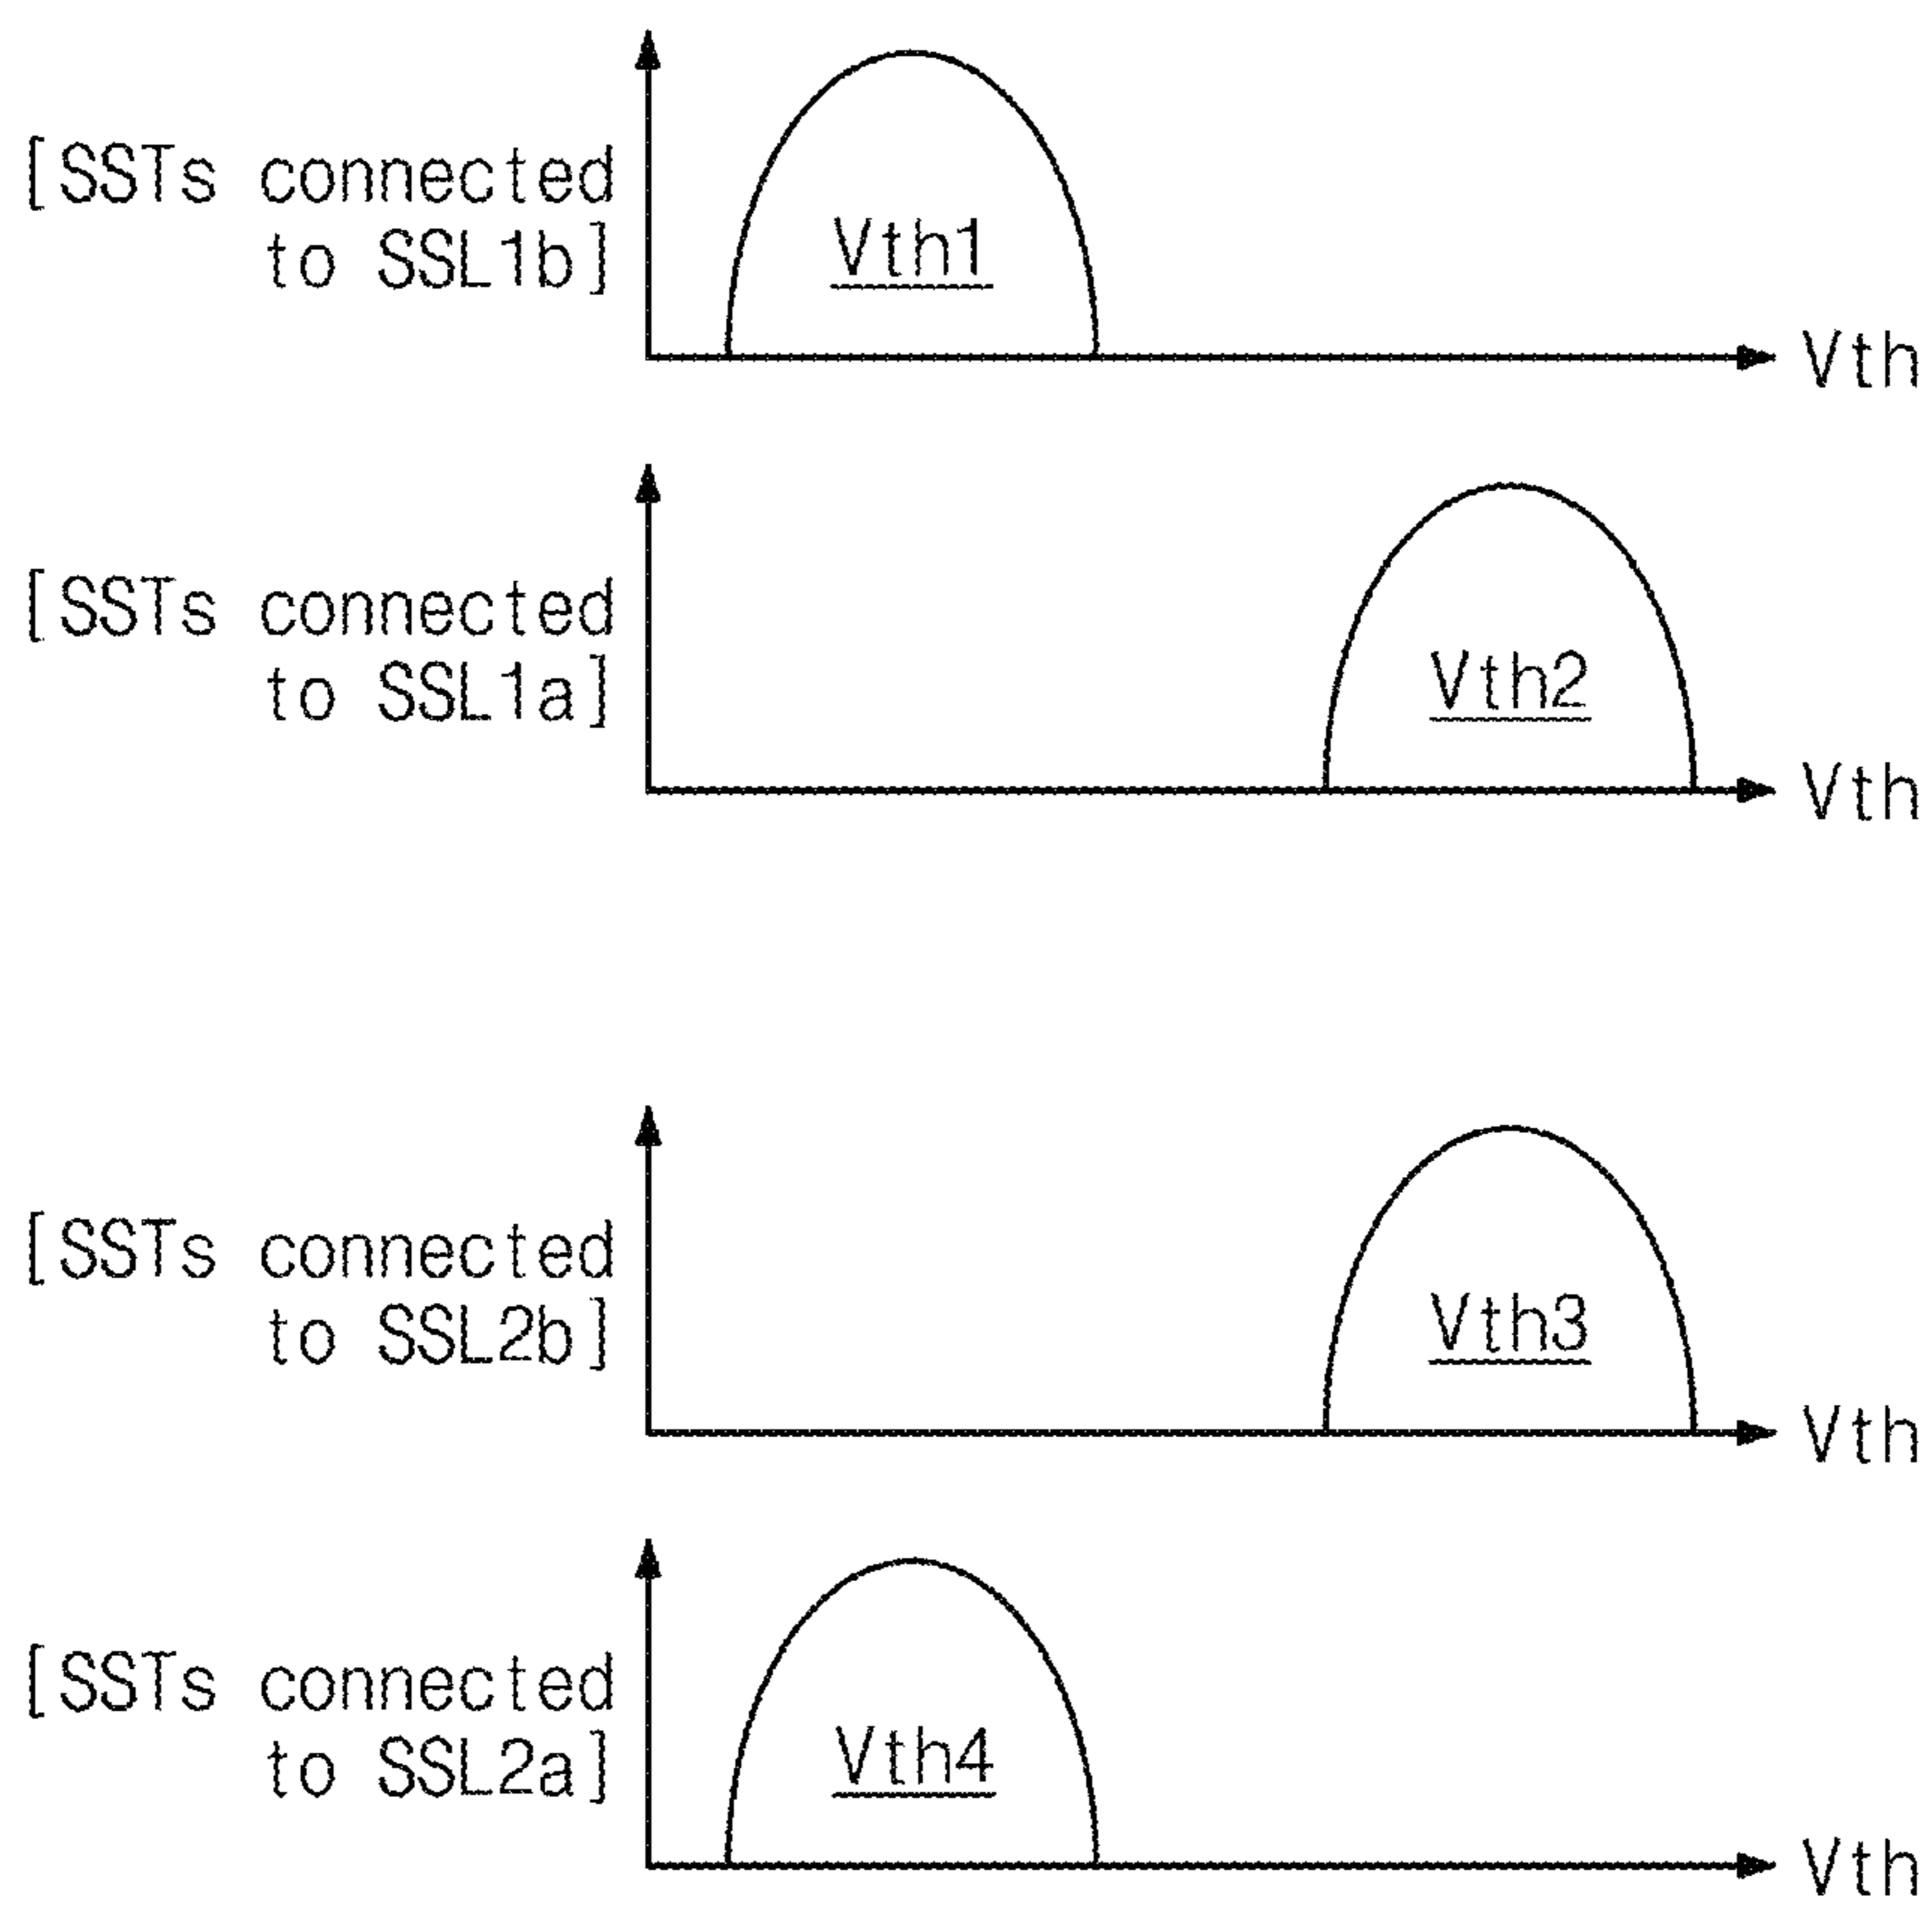 [SSTs connected
to SSL1b]
Vth1
Vth
[SSTs connected
to SSL1a]
Vth2
Vth
[SSTs connected
to SSL2b]
Vth3
Vth
[SSTs connected
to SSL2a]
Vth4
Vth